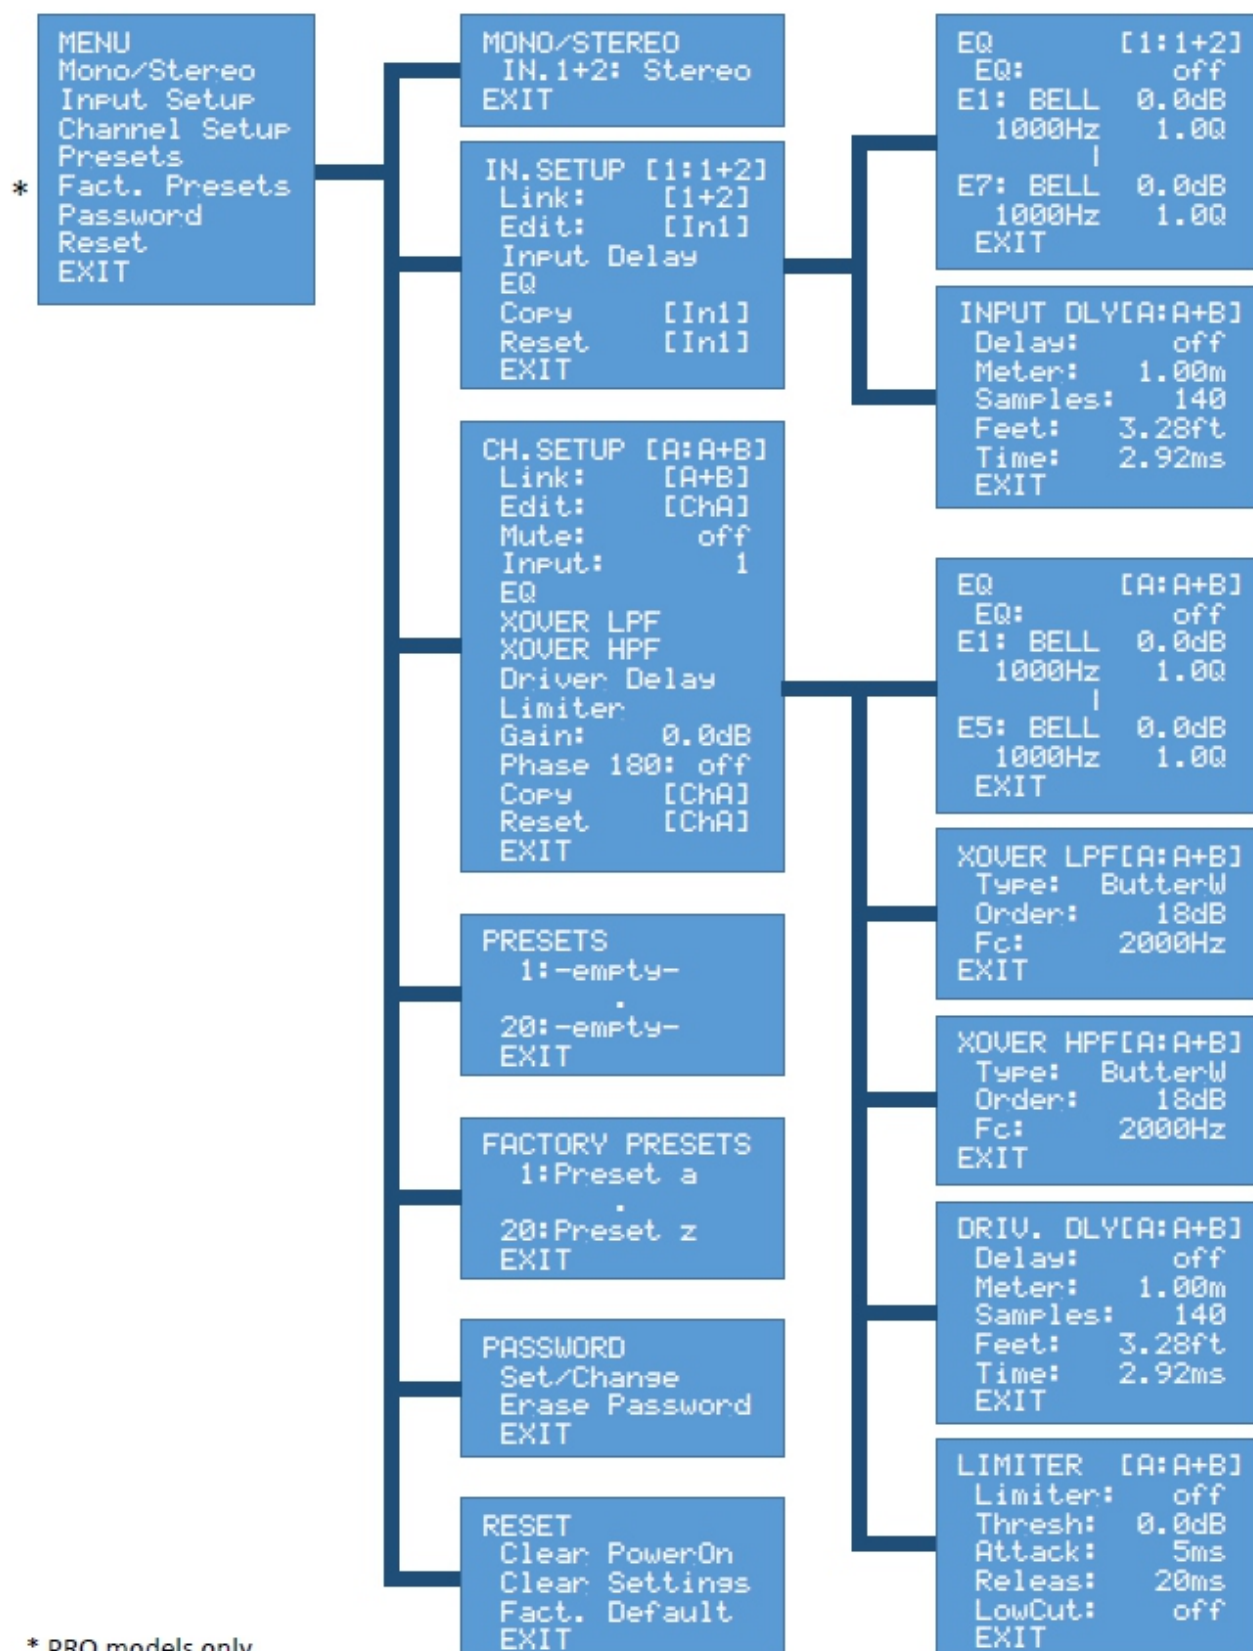 MENU
Mono/Stereo
Input Setup
Channel Setup
Presets
* Fact. Presets
Password
Reset
EXIT
MONO/STEREO
IN.1+2: Stereo
EXIT
IN.SETUP [1:1+2]
Link: [1+2]
Edit: [In1]
Input Delay
EQ
Copy [In1]
Reset [In1]
EXIT
CH.SETUP [A:A+B]
Link: [A+B]
Edit: [ChA]
Mute: off
Input: 1
EQ
XOVER LPF
XOVER HPF
Driver Delay
Limiter
Gain: 0.0dB
Phase 180: off
Copy [ChA]
Reset [ChA]
EXIT
PRESETS
1:-empty-
.
20:-empty-
EXIT
FACTORY PRESETS
1:Preset a
.
20:Preset z
EXIT
PASSWORD
Set/Change
Erase Password
EXIT
RESET
Clear PowerOn
Clear Settings
Fact. Default
EXIT
EQ [1:1+2]
EQ: off
E1: BELL 0.0dB
1000Hz 1.0Q
|
E7: BELL 0.0dB
1000Hz 1.0Q
EXIT
INPUT DLY[A:A+B]
Delay: off
Meter: 1.00m
Samples: 140
Feet: 3.28ft
Time: 2.92ms
EXIT
EQ [A:A+B]
EQ: off
E1: BELL 0.0dB
1000Hz 1.0Q
|
E5: BELL 0.0dB
1000Hz 1.0Q
EXIT
XOVER LPF[A:A+B]
Type: ButterW
Order: 18dB
Fc: 2000Hz
EXIT
XOVER HPF[A:A+B]
Type: ButterW
Order: 18dB
Fc: 2000Hz
EXIT
DRIV. DLY[A:A+B]
Delay: off
Meter: 1.00m
Samples: 140
Feet: 3.28ft
Time: 2.92ms
EXIT
LIMITER [A:A+B]
Limiter: off
Thresh: 0.0dB
Attack: 5ms
Releas: 20ms
LowCut: off
EXIT
* PRO models only